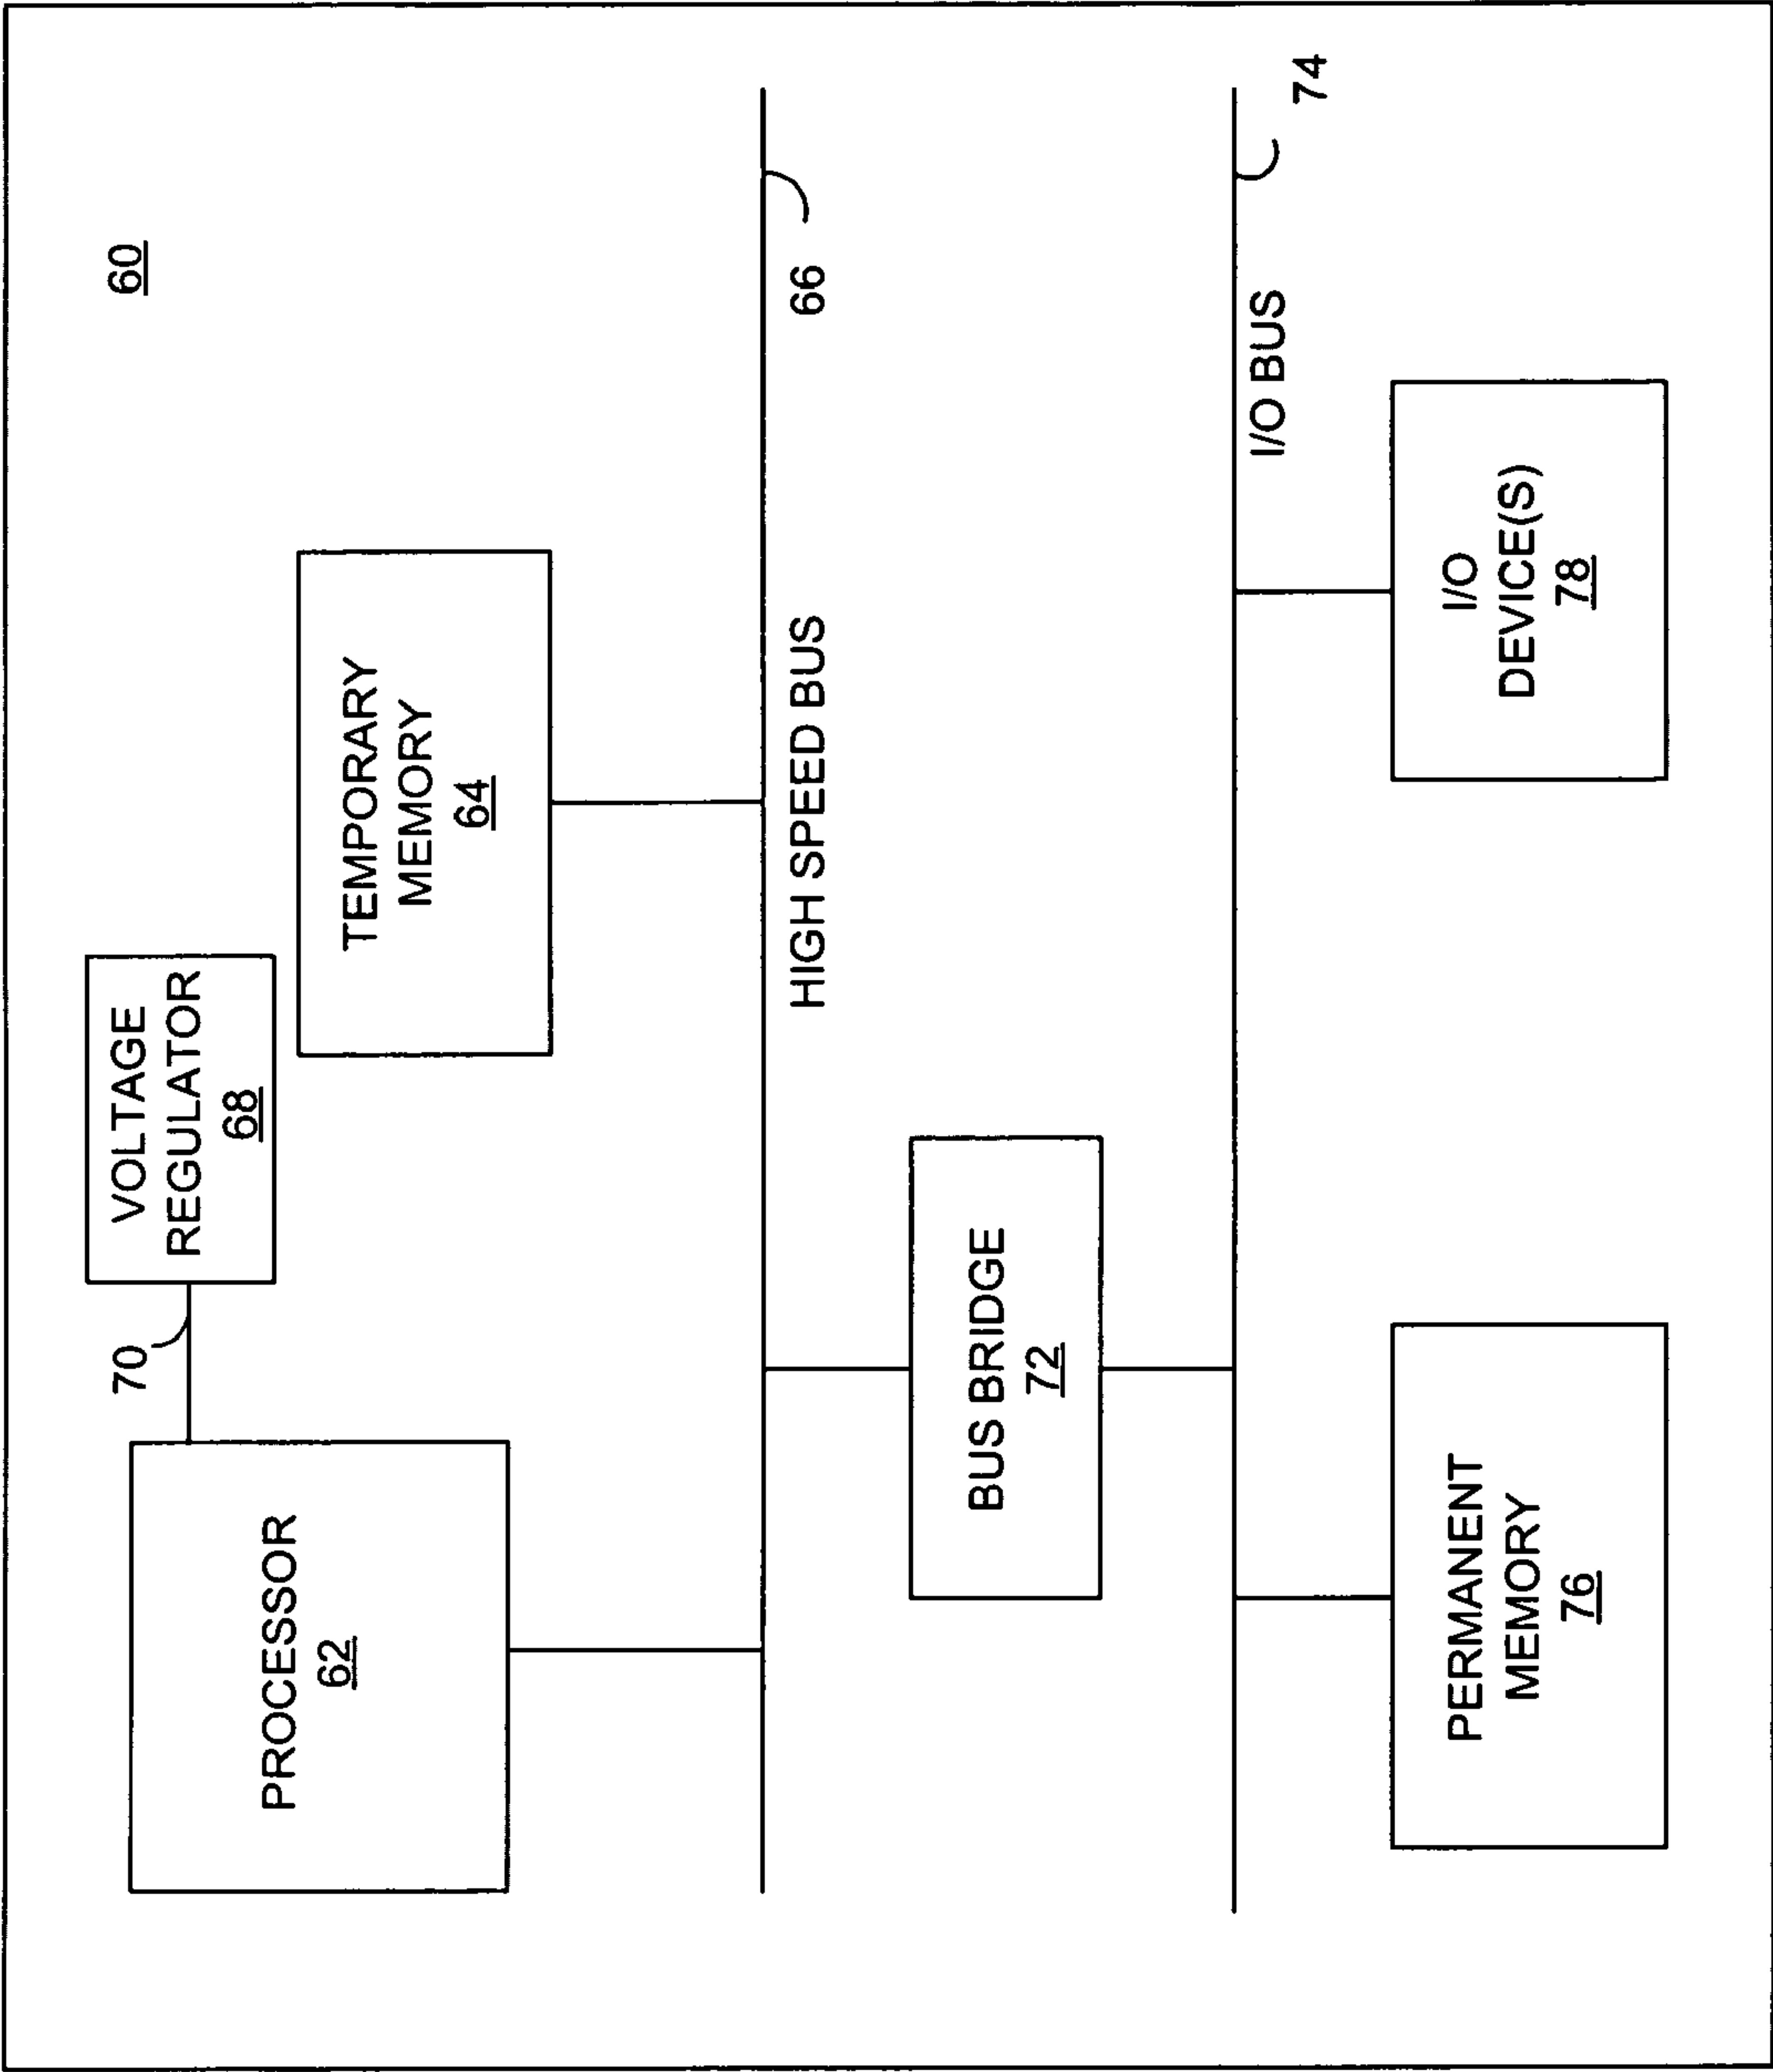 60
VOLTAGE
REGULATOR
68
70
PROCESSOR
62
TEMPORARY
MEMORY
64
HIGH SPEED BUS
66
BUS BRIDGE
72
I/O BUS
74
PERMANENT
MEMORY
76
I/O
DEVICE(S)
78